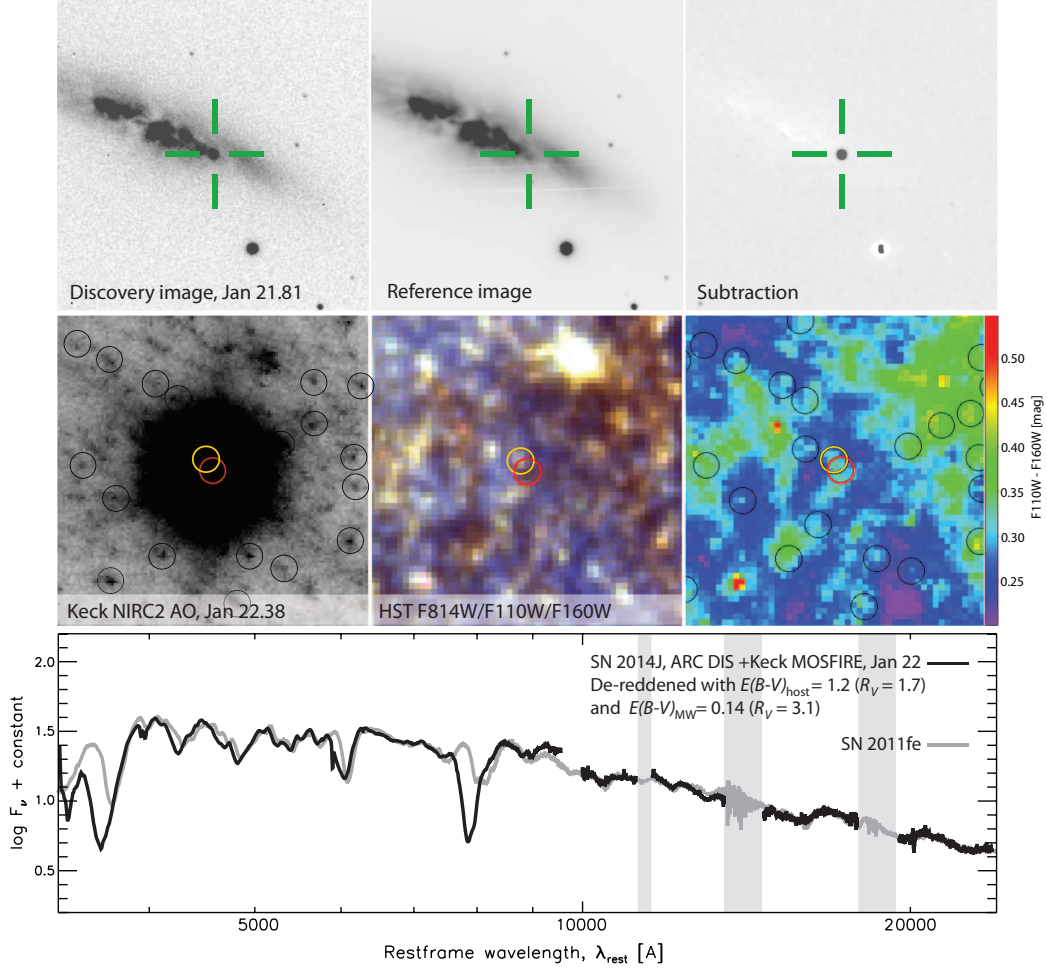 Discovery image, Jan 21.81
Reference image
Subtraction
Keck NIRC2 AO, Jan 22.38
HST F814W/F110W/F160W
0.50
0.45
0.40
0.35
0.30
0.25
F110W - F160W [mag]
SN 2014J, ARC DIS +Keck MOSFIRE, Jan 22
De-reddened with E(B-V)host = 1.2 (RV = 1.7)
and E(B-V)MW= 0.14 (RV = 3.1)
SN 2011fe
2.0
1.5
1.0
0.5
log Fν + constant
5000
10000
20000
Restframe wavelength, λrest [A]